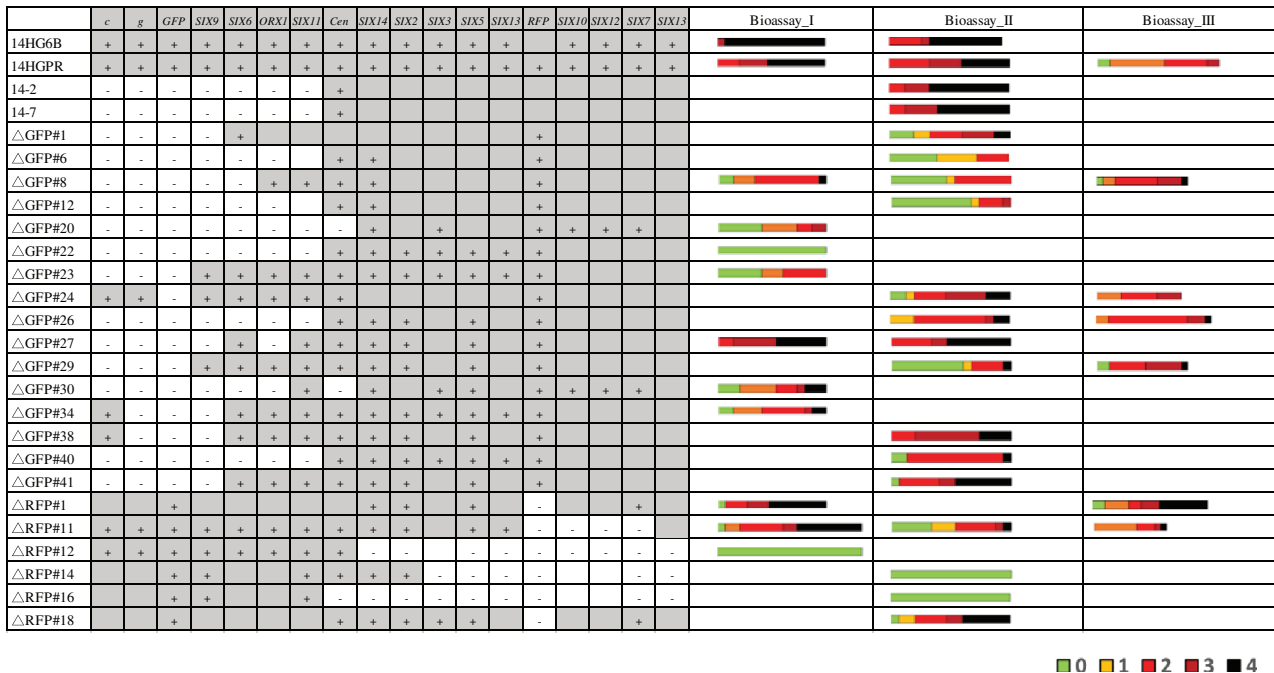 c g GFP SIX9 SIX6 ORX1 SIX11 Cen SIX14 SIX2 SIX3 SIX5 SIX13 RFP SIX10 SIX12 SIX7 SIX13 Bioassay_I Bioassay_II Bioassay_III
14HG6B + + + + + + + + + + + + + + + + +
14HGPR + + + + + + + + + + + + + + + + + +
14-2 - - - - - - - +
14-7 - - - - - - - +
△GFP#1 - - - - + +
△GFP#6 - - - - - - + + +
△GFP#8 - - - - - + + + + +
△GFP#12 - - - - - - + + +
△GFP#20 - - - - - - - - + + + + + +
△GFP#22 - - - - - - - + + + + + + +
△GFP#23 - - - + + + + + + + + + + +
△GFP#24 + + - + + + + + +
△GFP#26 - - - - - - - + + + + +
△GFP#27 - - - - + - + + + + + +
△GFP#29 - - - + + + + + + + + +
△GFP#30 - - - - - - + - + + + + + + +
△GFP#34 + - - - + + + + + + + + + +
△GFP#38 + - - - + + + + + + + +
△GFP#40 - - - - - - - + + + + + + +
△GFP#41 - - - - + + + + + + + +
△RFP#1 + + + + - +
△RFP#11 + + + + + + + + + + + + - - - -
△RFP#12 + + + + + + + + - - - - - - - - - -
△RFP#14 + + + + + + - - - - - -
△RFP#16 + + + - - - - - - - - -
△RFP#18 + + + + + + - +
0 1 2 3 4